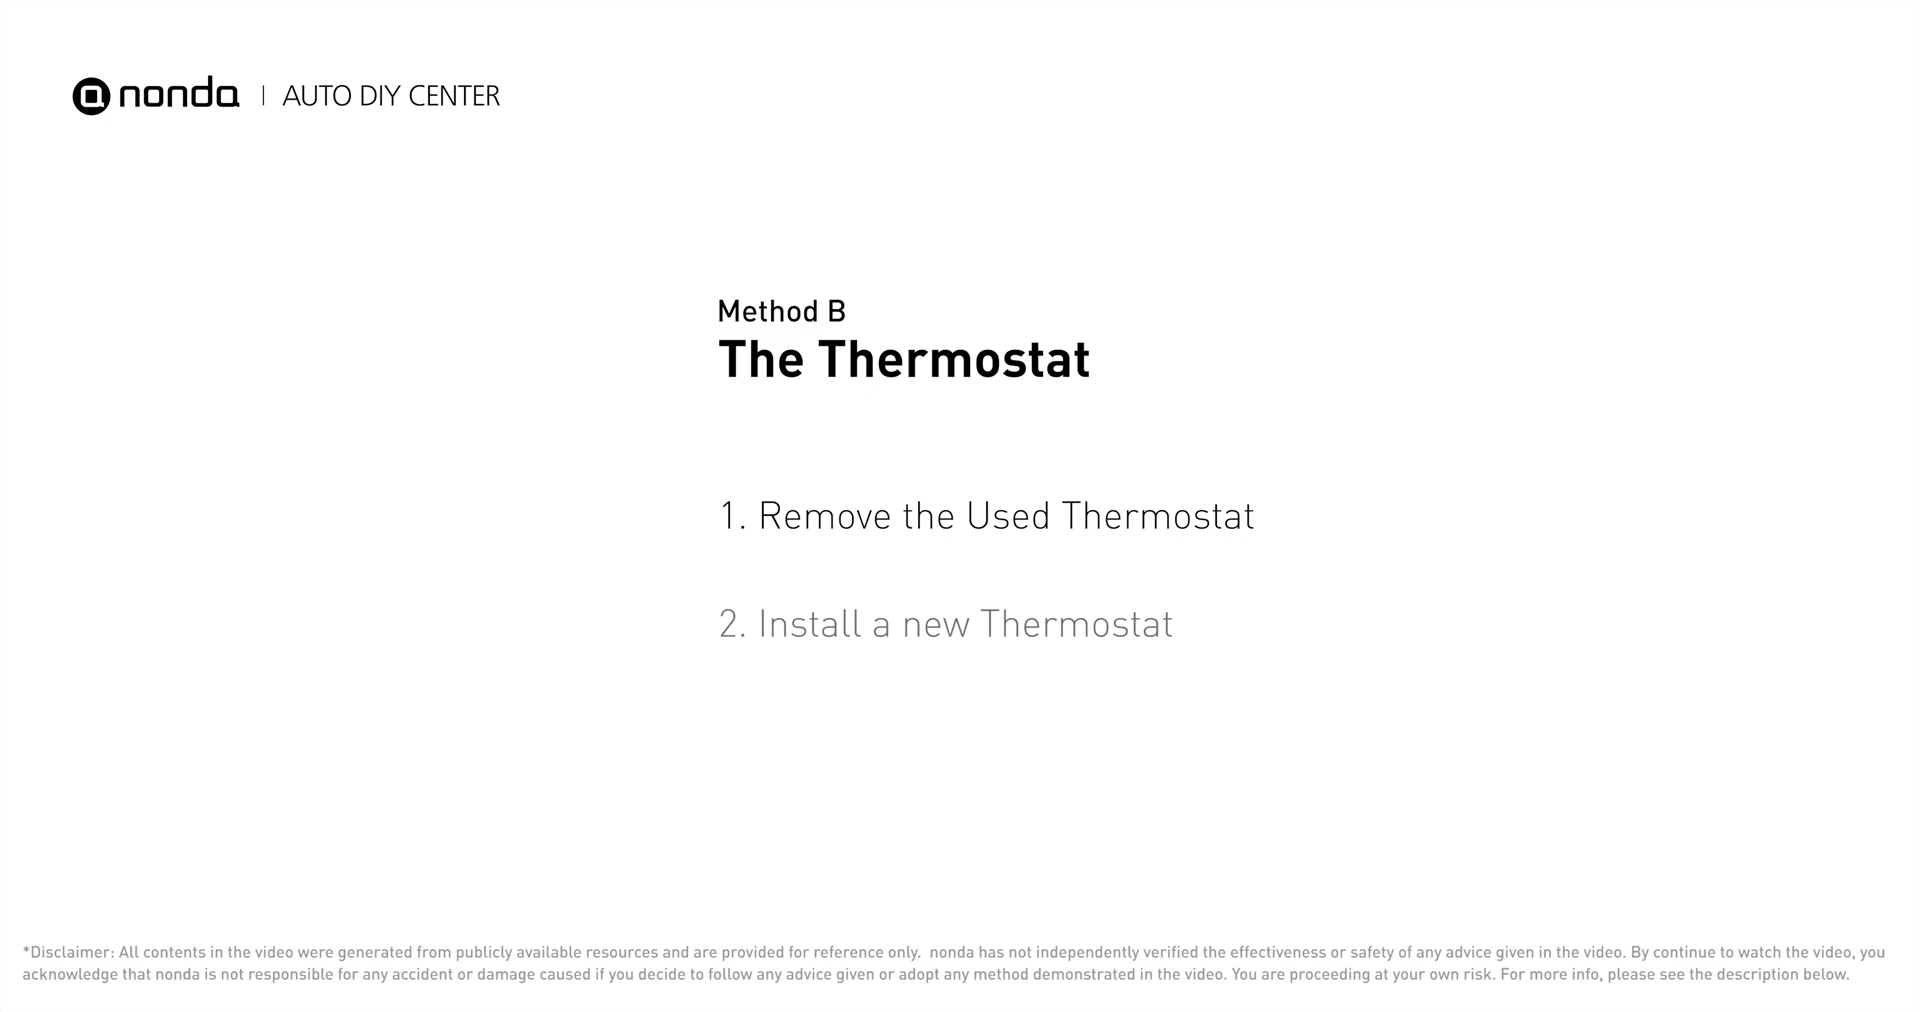 nonda | AUTO DIY CENTER
Method B
The Thermostat
1. Remove the Used Thermostat
2. Install a new Thermostat
*Disclaimer: All contents in the video were generated from publicly available resources and are provided for reference only.  nonda has not independently verified the effectiveness or safety of any advice given in the video. By continue to watch the video, you
acknowledge that nonda is not responsible for any accident or damage caused if you decide to follow any advice given or adopt any method demonstrated in the video. You are proceeding at your own risk. For more info, please see the description below.